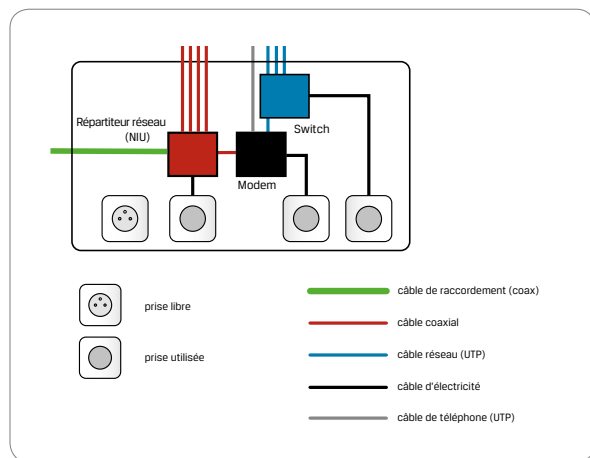 Répartiteur réseau
(NIU)
Switch
Modem
prise libre
prise utilisée
câble de raccordement (coax)
câble coaxial
câble réseau (UTP)
câble d'électricité
câble de téléphone (UTP)